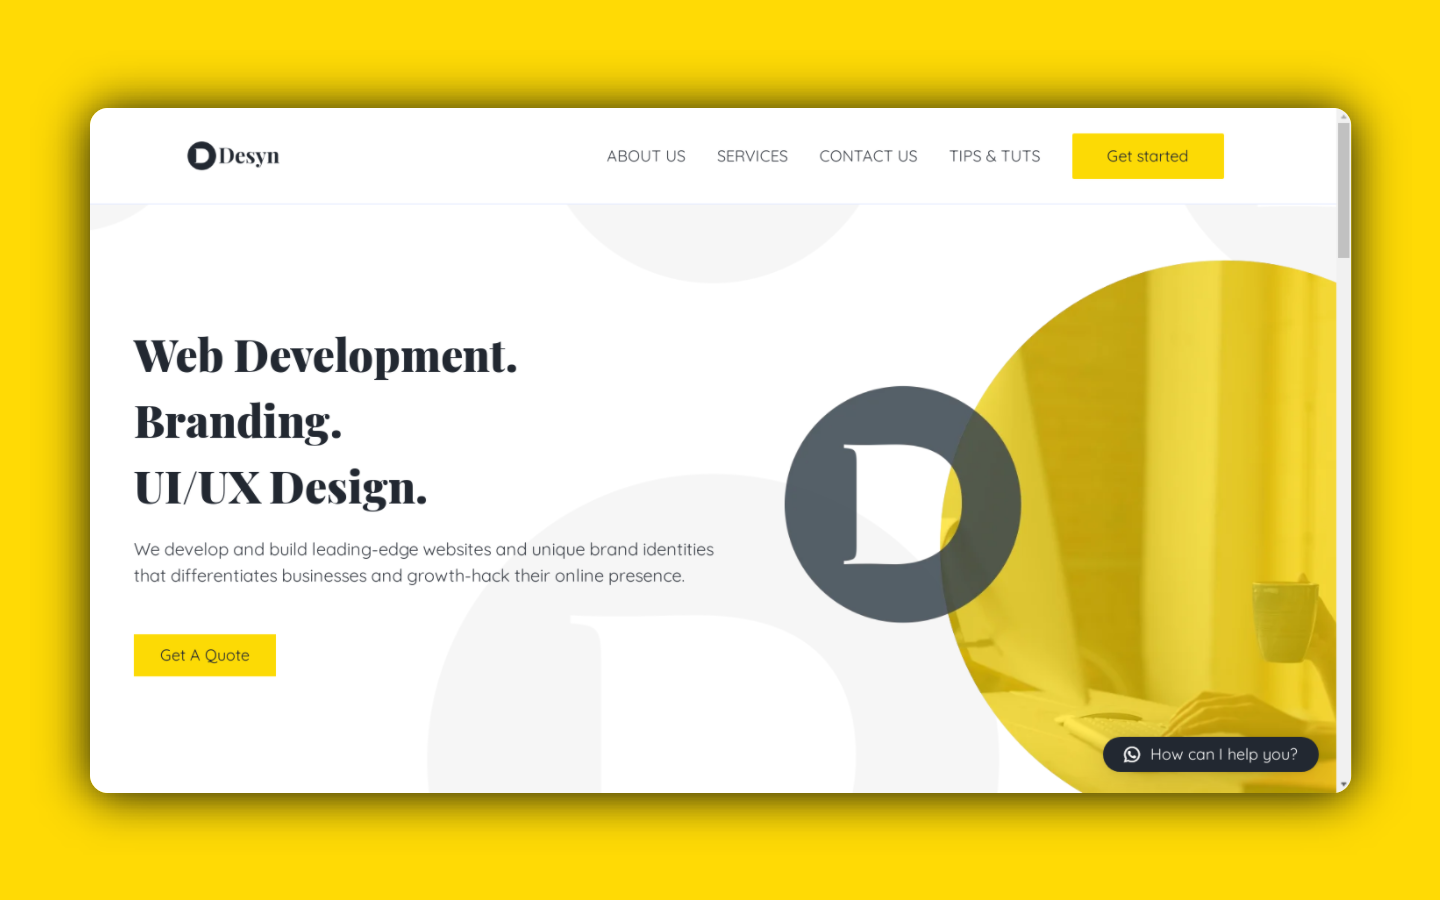 Desyn
ABOUT US
SERVICES
CONTACT US
TIPS & TUTS
Get started
Web Development.
Branding.
UI/UX Design.
We develop and build leading-edge websites and unique brand identities
that differentiates businesses and growth-hack their online presence.
Get A Quote
D
How can I help you?